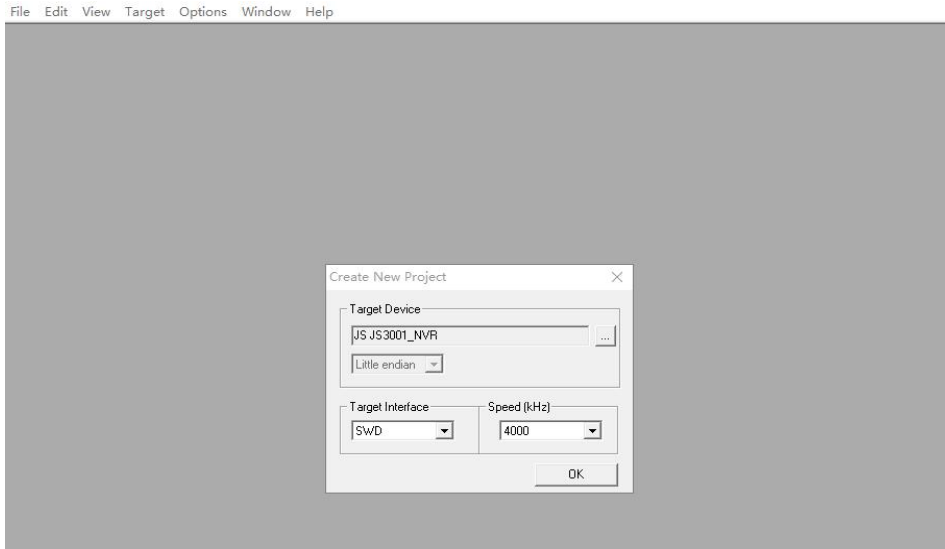 File Edit View Target Options Window Help
Create New Project
Target Device
JS JS3001_NVR
...
Little endian
Target Interface
Speed (kHz)
SWD
4000
OK